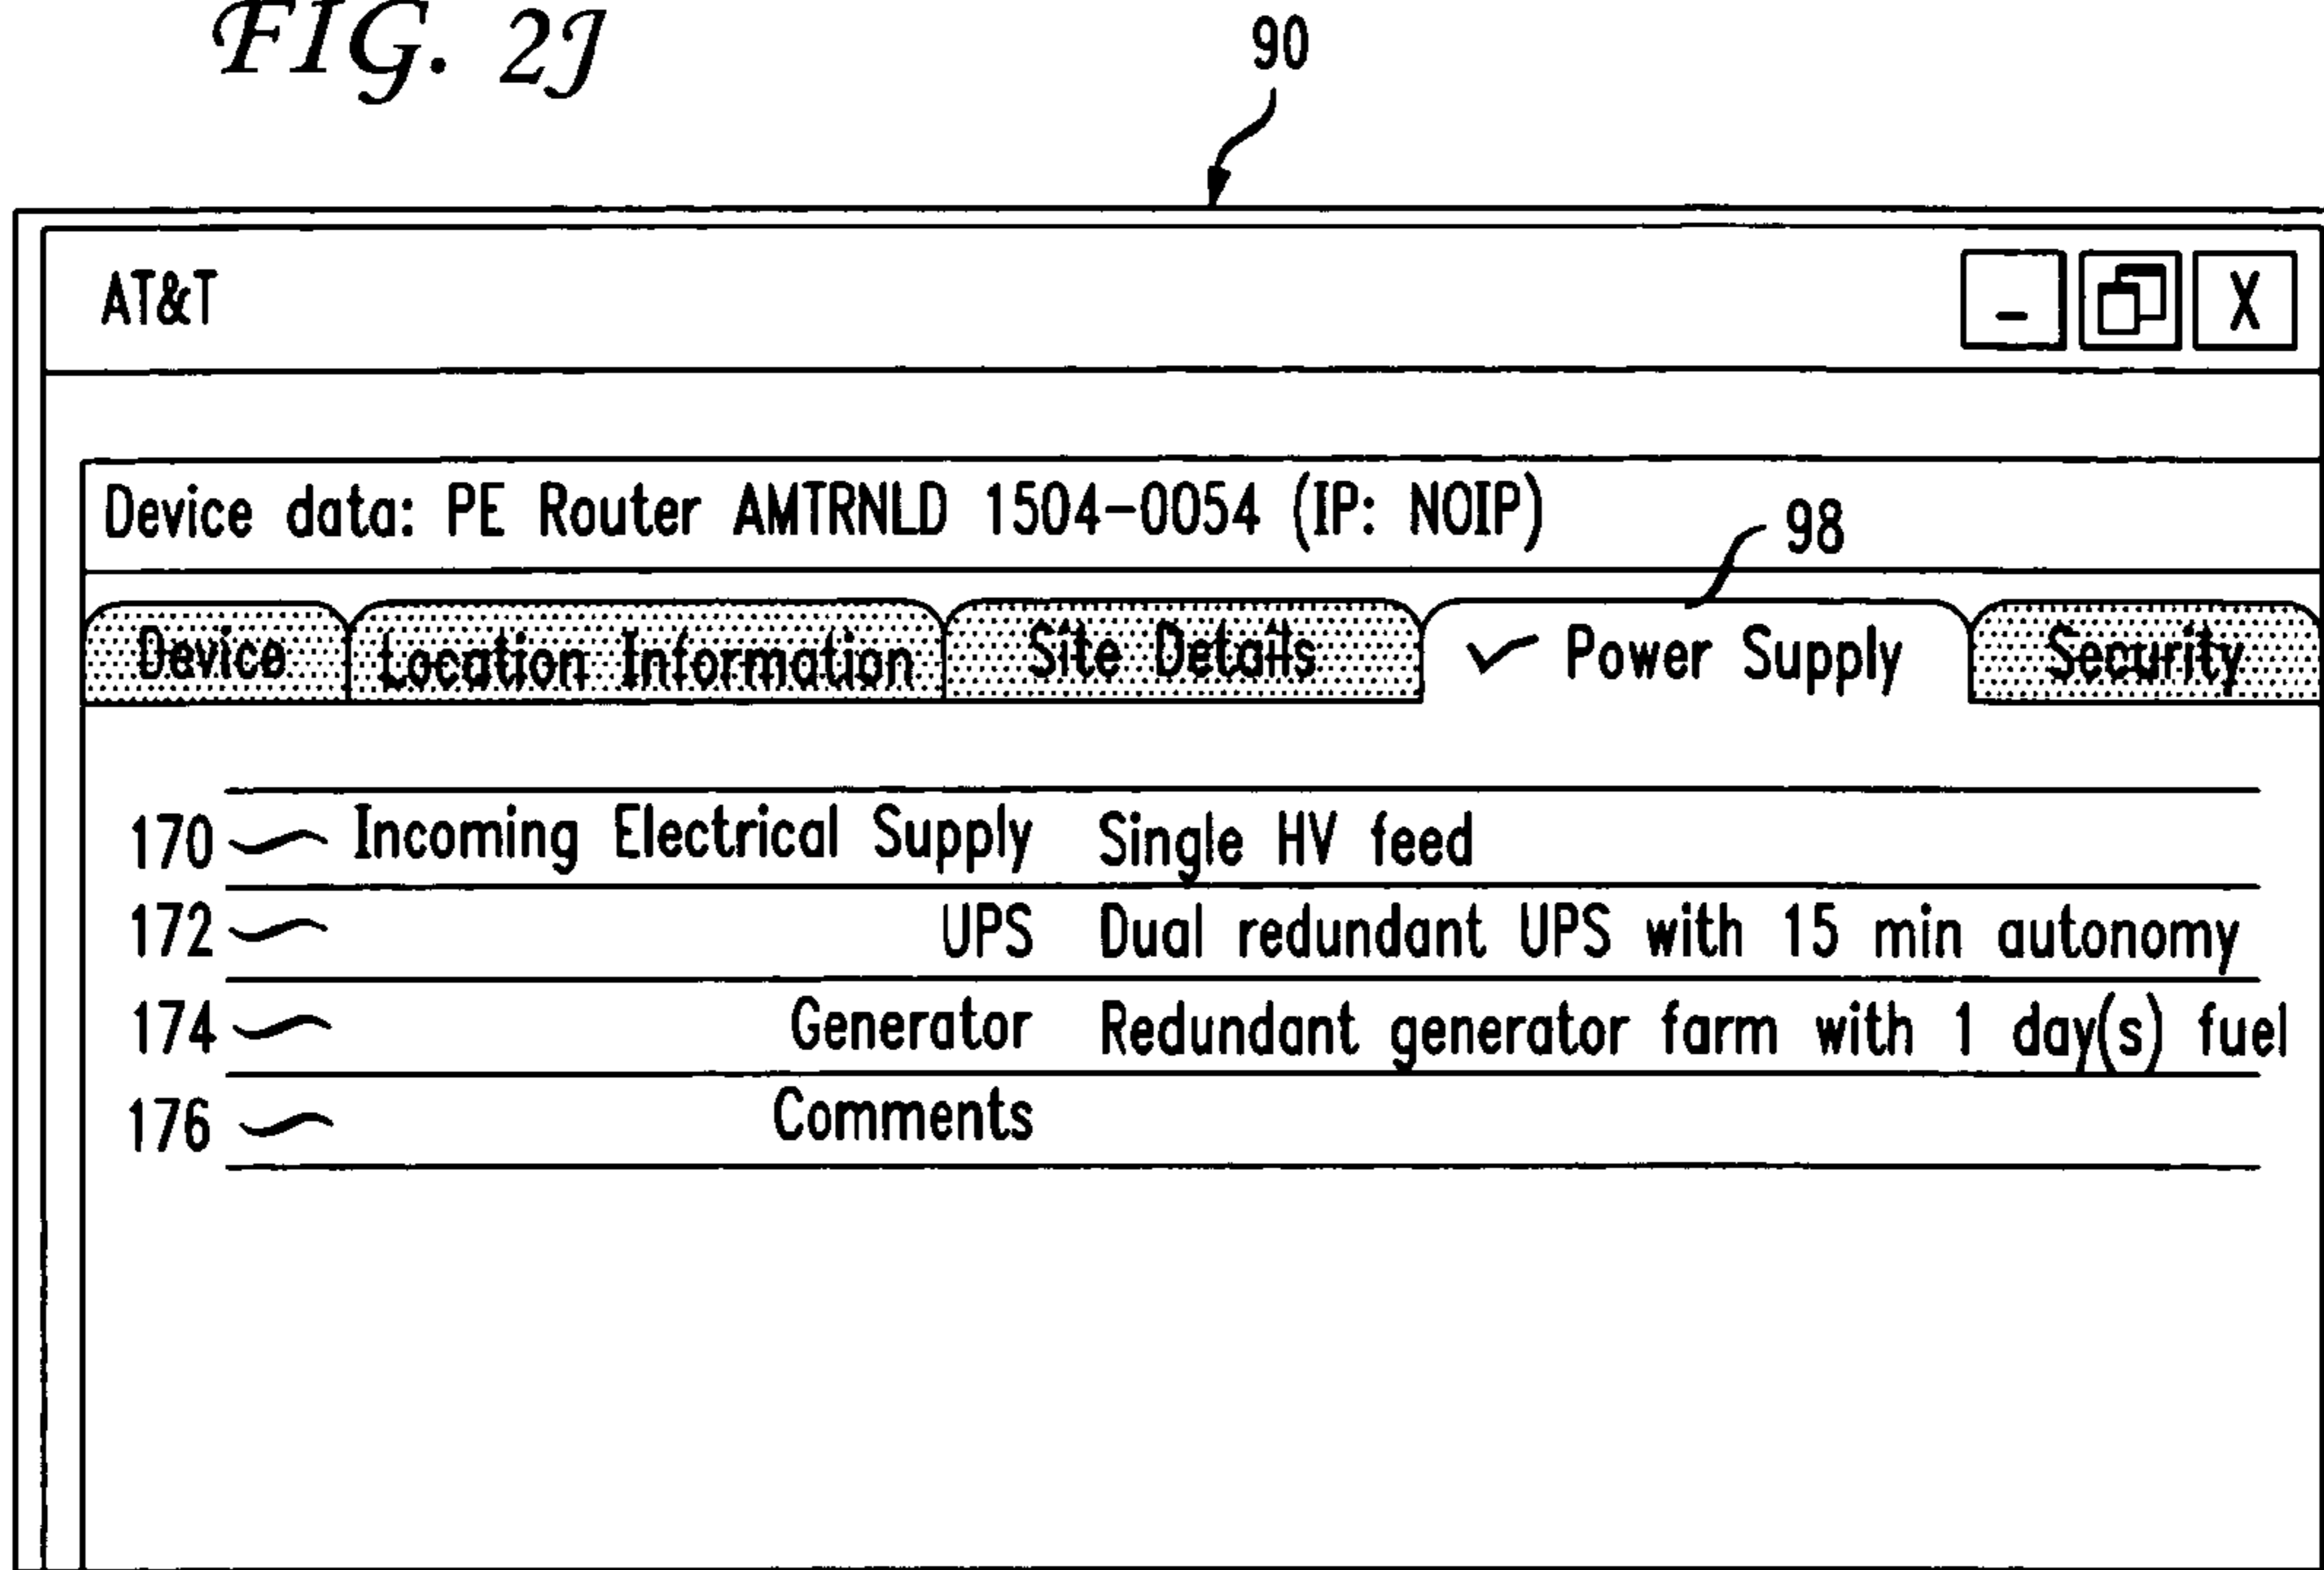 FIG. 2J
90
AT&T
X
Device data: PE Router AMTRNLD 1504-0054 (IP: NOIP)
98
Device Location Information Site Details Power Supply Security
170 Incoming Electrical Supply Single HV feed
172 UPS Dual redundant UPS with 15 min autonomy
174 Generator Redundant generator farm with 1 day(s) fuel
176 Comments